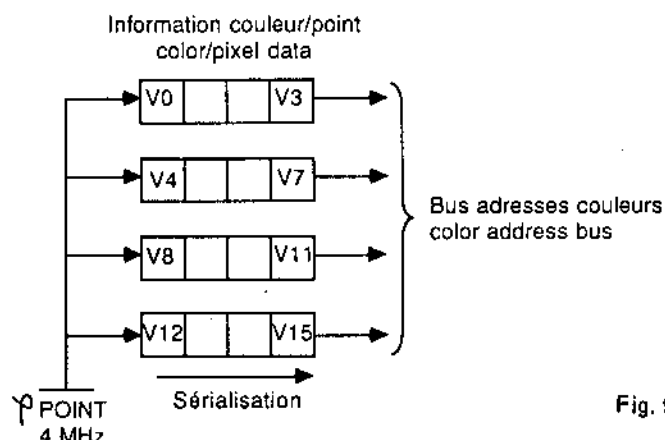 Information couleur/point
color/pixel data
V0 V3
V4 V7
Bus adresses couleurs
color address bus
V8 V11
V12 V15
Sérialisation
φ POINT
4 MHz
Fig.